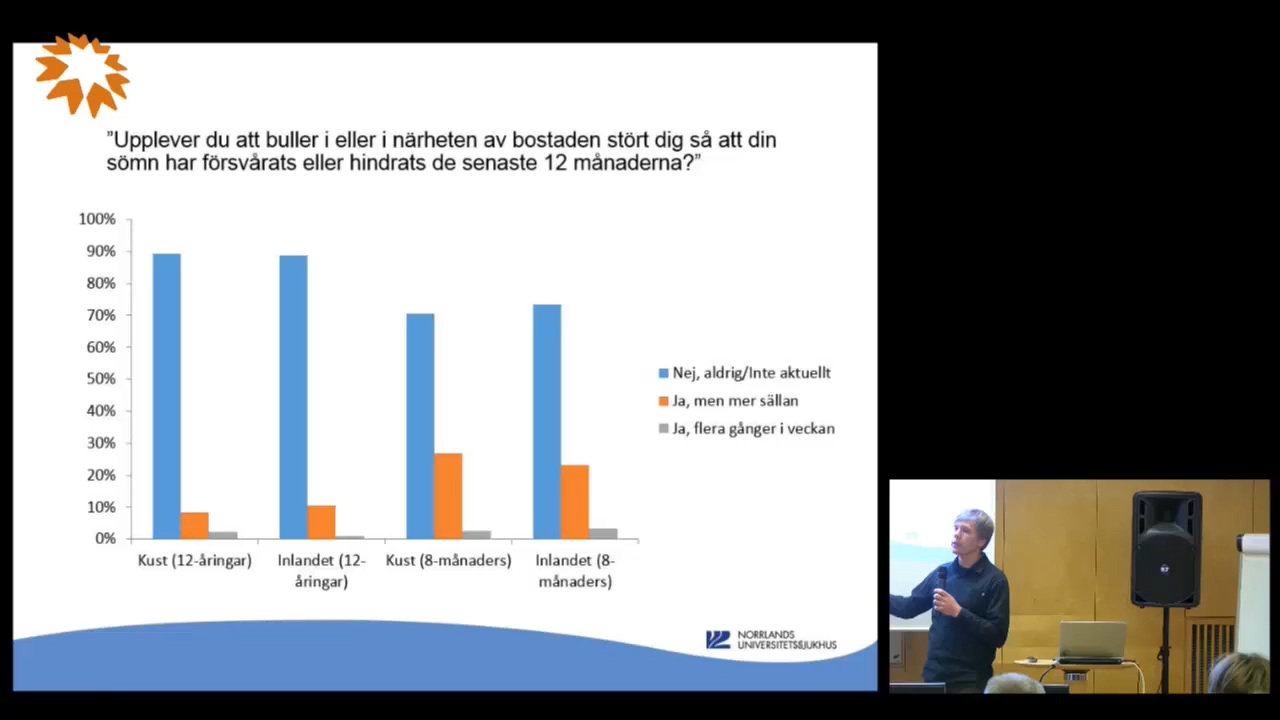 ”Upplever du att buller i eller i närheten av bostaden stört dig så att din
sömn har försvårats eller hindrats de senaste 12 månaderna?”
100%
90%
80%
70%
60%
50%
40%
30%
20%
10%
0%
Kust (12-åringar)
Inlandet (12-
åringar)
Kust (8-månaders)
Inlandet (8-
månaders)
Nej, aldrig/Inte aktuellt
Ja, men mer sällan
Ja, flera gånger i veckan
NORRLANDS
UNIVERSITETSSJUKHUS